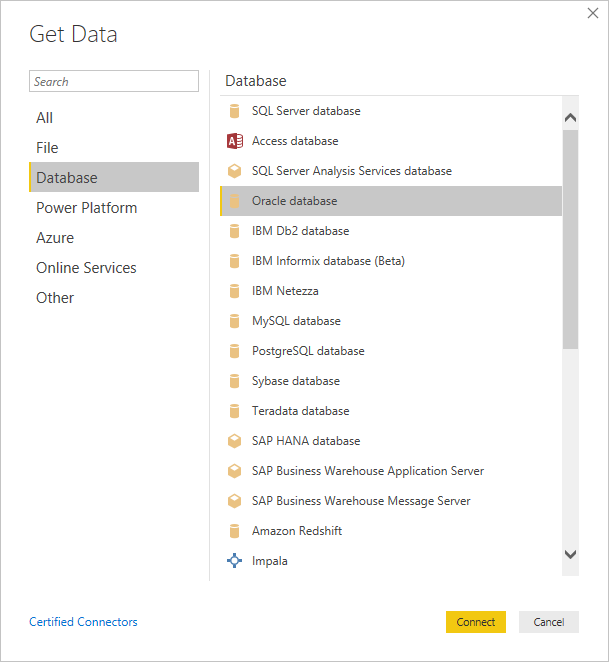 Get Data
Search
All
File
Database
Power Platform
Azure
Online Services
Other
Database
SQL Server database
Access database
SQL Server Analysis Services database
Oracle database
IBM Db2 database
IBM Informix database (Beta)
IBM Netezza
MySQL database
PostgreSQL database
Sybase database
Teradata database
SAP HANA database
SAP Business Warehouse Application Server
SAP Business Warehouse Message Server
Amazon Redshift
Impala
Certified Connectors
Connect
Cancel